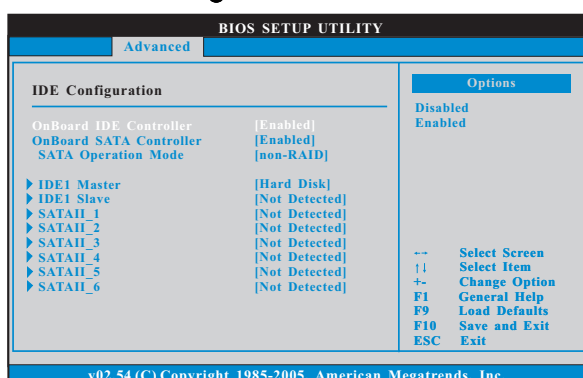 BIOS SETUP UTILITY
Advanced
IDE Configuration
OnBoard IDE Controller [Enabled]
OnBoard SATA Controller [Enabled]
SATA Operation Mode [non-RAID]
IDE1 Master [Hard Disk]
IDE1 Slave [Not Detected]
SATAII_1 [Not Detected]
SATAII_2 [Not Detected]
SATAII_3 [Not Detected]
SATAII_4 [Not Detected]
SATAII_5 [Not Detected]
SATAII_6 [Not Detected]
Options
Disabled
Enabled
←→ Select Screen
↑↓ Select Item
+- Change Option
F1 General Help
F9 Load Defaults
F10 Save and Exit
ESC Exit
v02.54 (C) Copyright 1985-2005, American Megatrends, Inc.